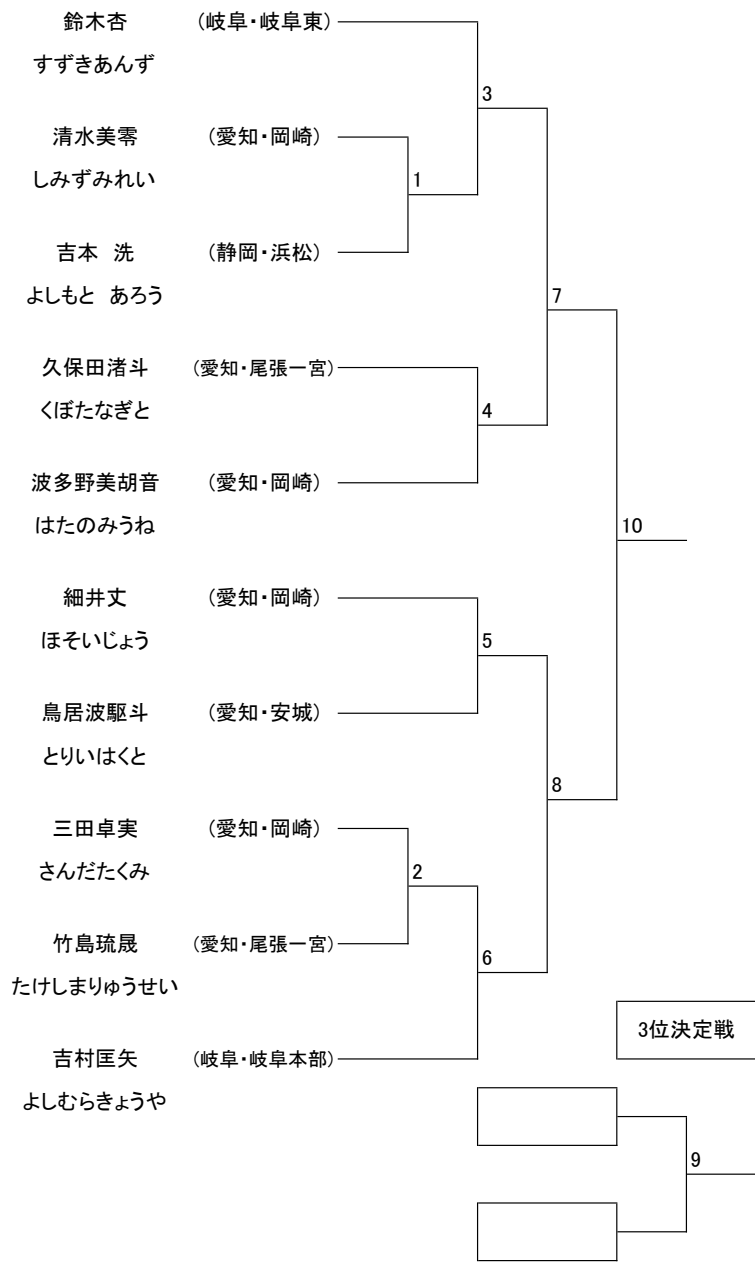 鈴木杏 (岐阜・岐阜東)
すずきあんず
3
清水美零 (愛知・岡崎)
しみずみれい
1
吉本 洸 (静岡・浜松)
よしもと あろう
7
久保田渚斗 (愛知・尾張一宮)
くぼたなぎと
4
波多野美胡音 (愛知・岡崎)
はたのみうね
10
細井丈 (愛知・岡崎)
ほそいじょう
5
鳥居波駆斗 (愛知・安城)
とりいはくと
8
三田卓実 (愛知・岡崎)
さんだたくみ
2
竹島琉晟 (愛知・尾張一宮)
たけしまりゅうせい
6
3位決定戦
吉村匡矢 (岐阜・岐阜本部)
よしむらきょうや
9